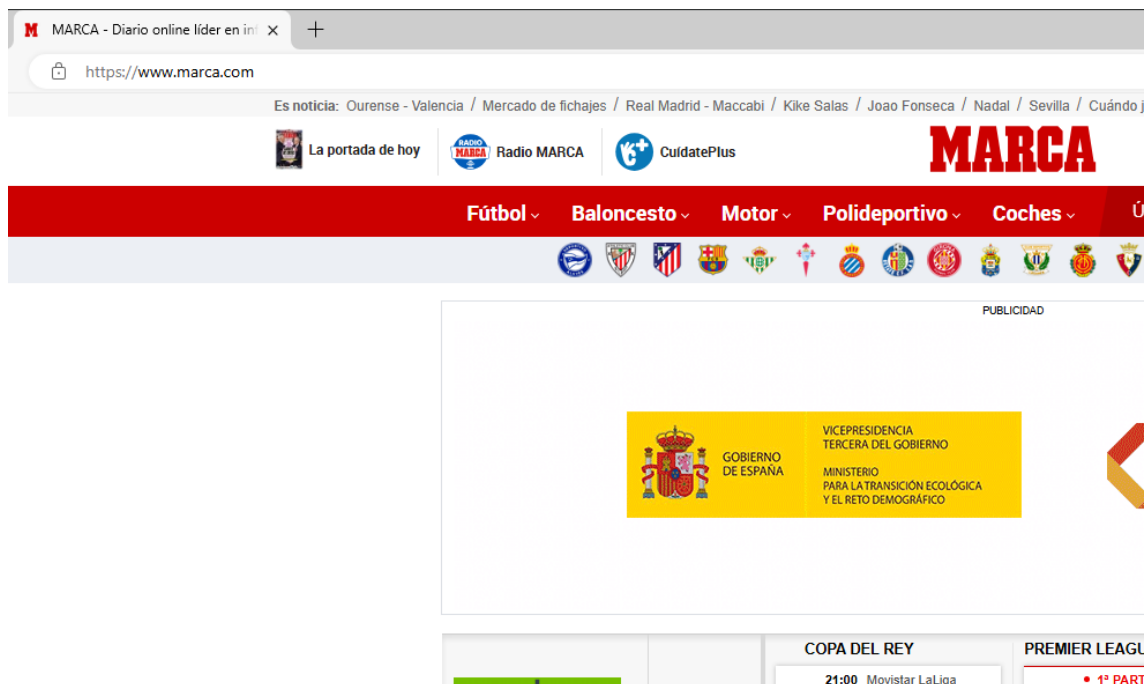 MARCA - Diario online líder en in
https://www.marca.com
Es noticia: Ourense - Valencia / Mercado de fichajes / Real Madrid - Maccabi / Kike Salas / Joao Fonseca / Nadal / Sevilla / Cuándo j
La portada de hoy
RADIO MARCA
Radio MARCA
CuídatePlus
MARCA
Fútbol Baloncesto Motor Polideportivo Coches Ú
PUBLICIDAD
GOBIERNO
DE ESPAÑA
VICEPRESIDENCIA
TERCERA DEL GOBIERNO
MINISTERIO
PARA LA TRANSICIÓN ECOLÓGICA
Y EL RETO DEMOGRÁFICO
COPA DEL REY
PREMIER LEAGU
21:00 Movistar LaLiga
1ª PART